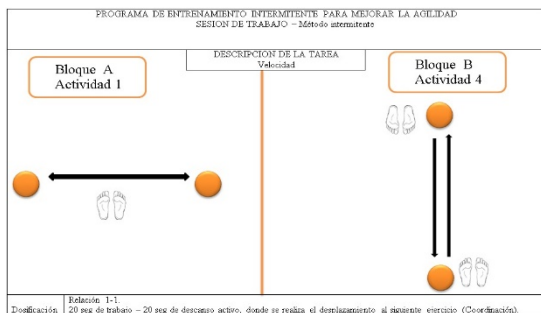 PROGRAMA DE ENTRENAMIENTO INTERMITENTE PARA MEJORAR LA AGILIDAD
SESION DE TRABAJO – Método intermitente
DESCRIPCION DE LA TAREA
Velocidad
Bloque A
Actividad 1
Bloque B
Actividad 4
Relación 1-1.
Dosificación
20 seg de trabajo – 20 seg de descanso activo, donde se realiza el desplazamiento al siguiente exercicio (Coordinación).